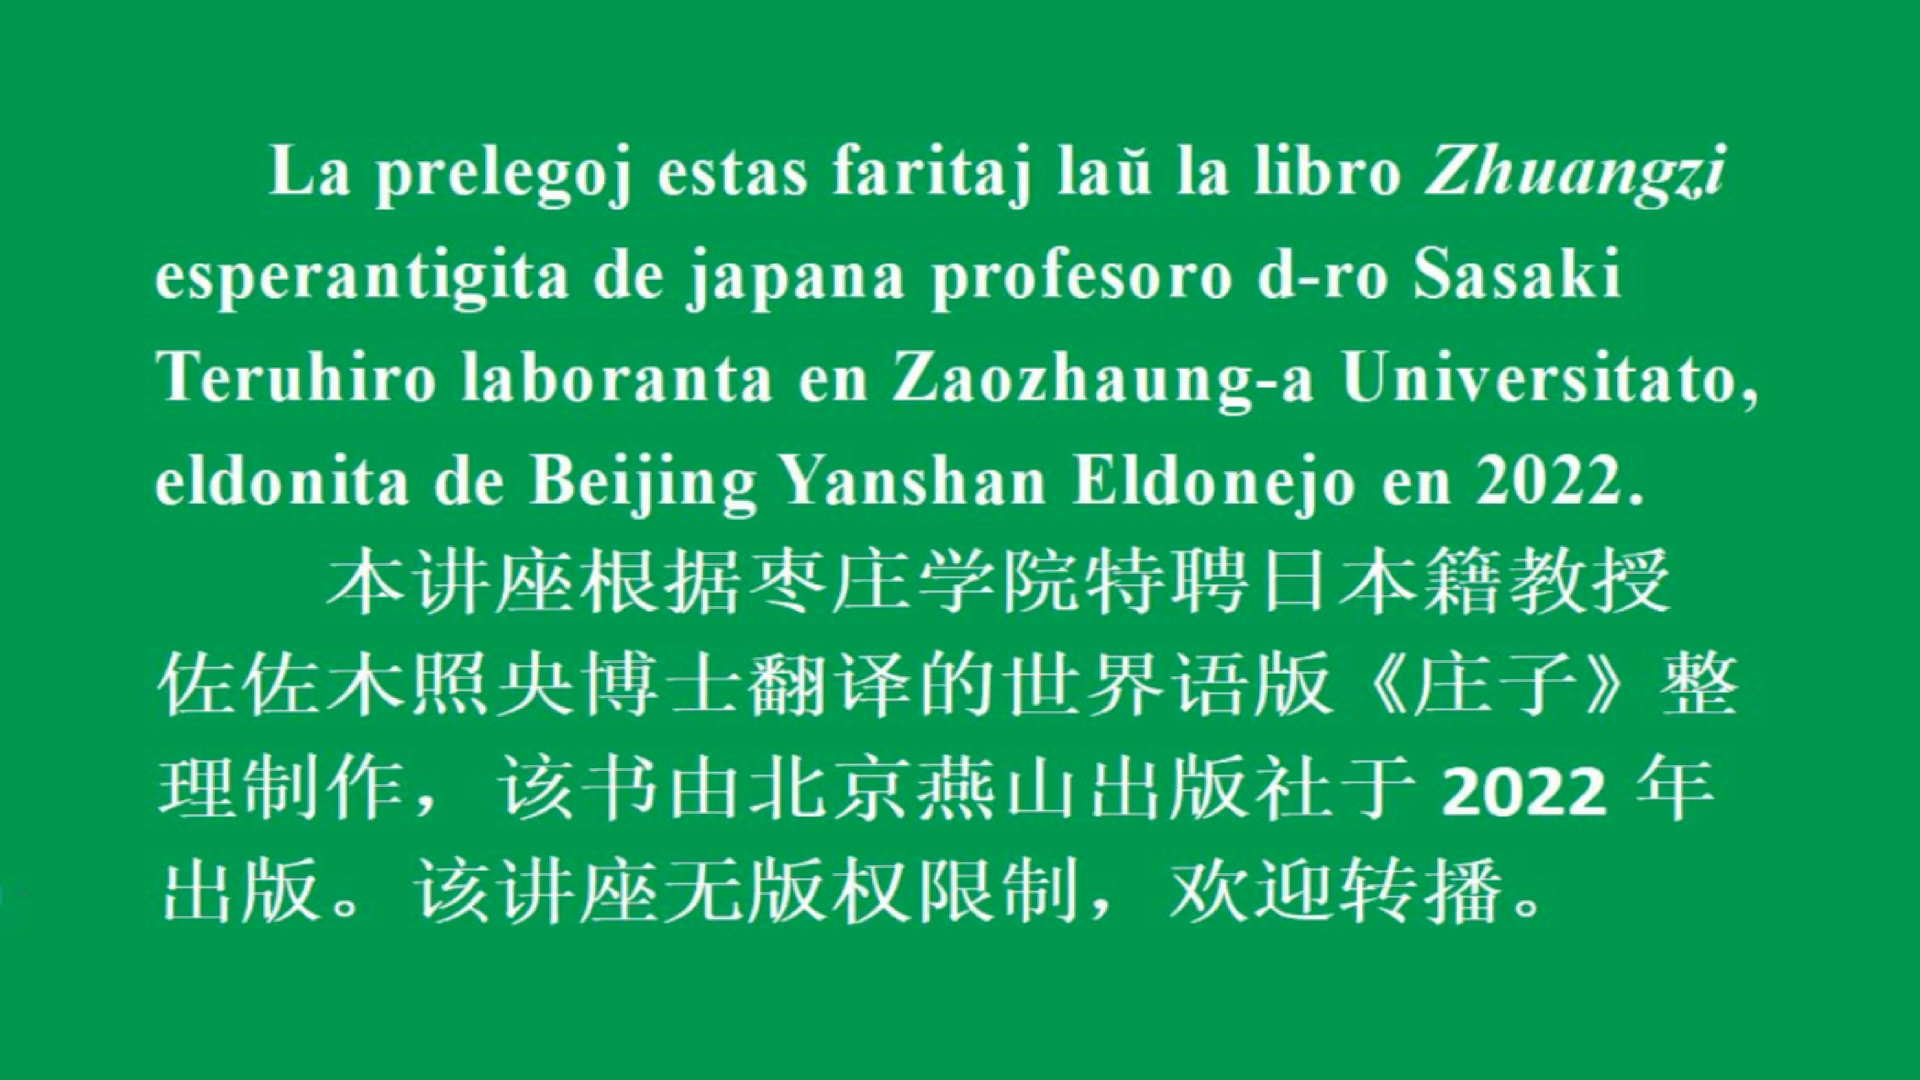 La prelegoj estas faritaj laŭ la libro Zhuangzi
esperantigita de japana profesoro d-ro Sasaki
Teruhiro laboranta en Zaozhaung-a Universitato,
eldonita de Beijing Yanshan Eldonejo en 2022.
本讲座根据枣庄学院特聘日本籍教授
佐佐木照央博士翻译的世界语版《庄子》整
理制作，该书由北京燕山出版社于 2022 年
出版。该讲座无版权限制，欢迎转播。